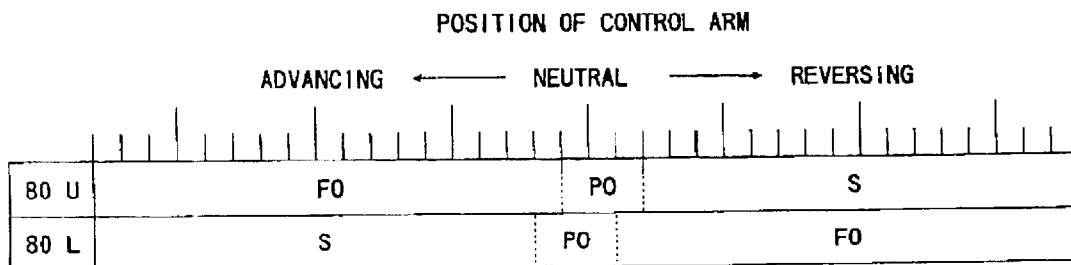 POSITION OF CONTROL ARM
ADVANCING ← NEUTRAL → REVERSING
80 U FO PO S
80 L S PO FO